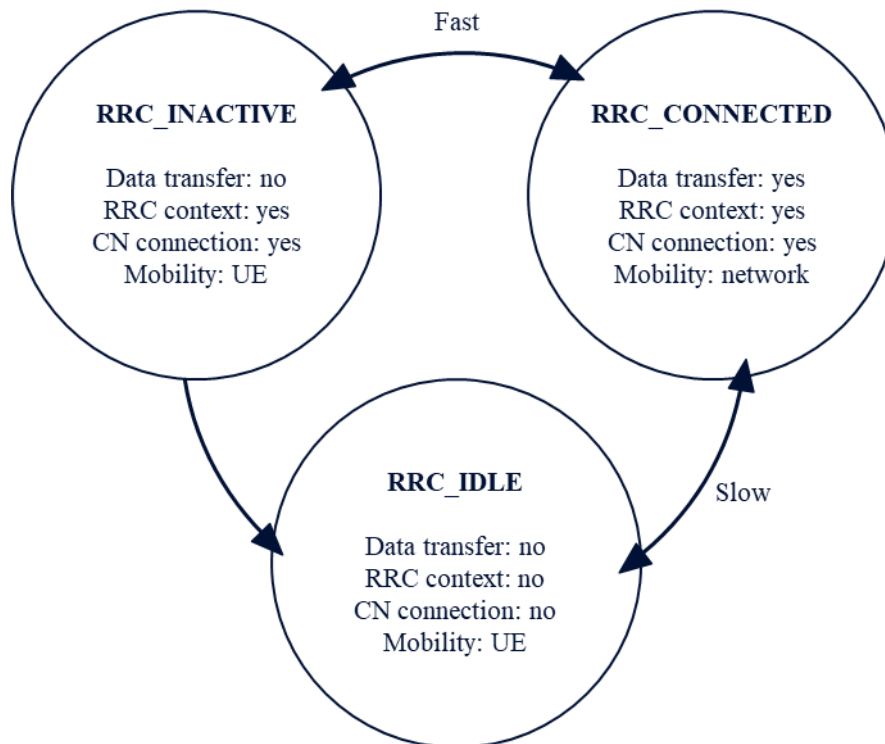 Fast
RRC_INACTIVE
Data transfer: no
RRC context: yes
CN connection: yes
Mobility: UE
RRC_CONNECTED
Data transfer: yes
RRC context: yes
CN connection: yes
Mobility: network
RRC_IDLE
Data transfer: no
RRC context: no
CN connection: no
Mobility: UE
Slow